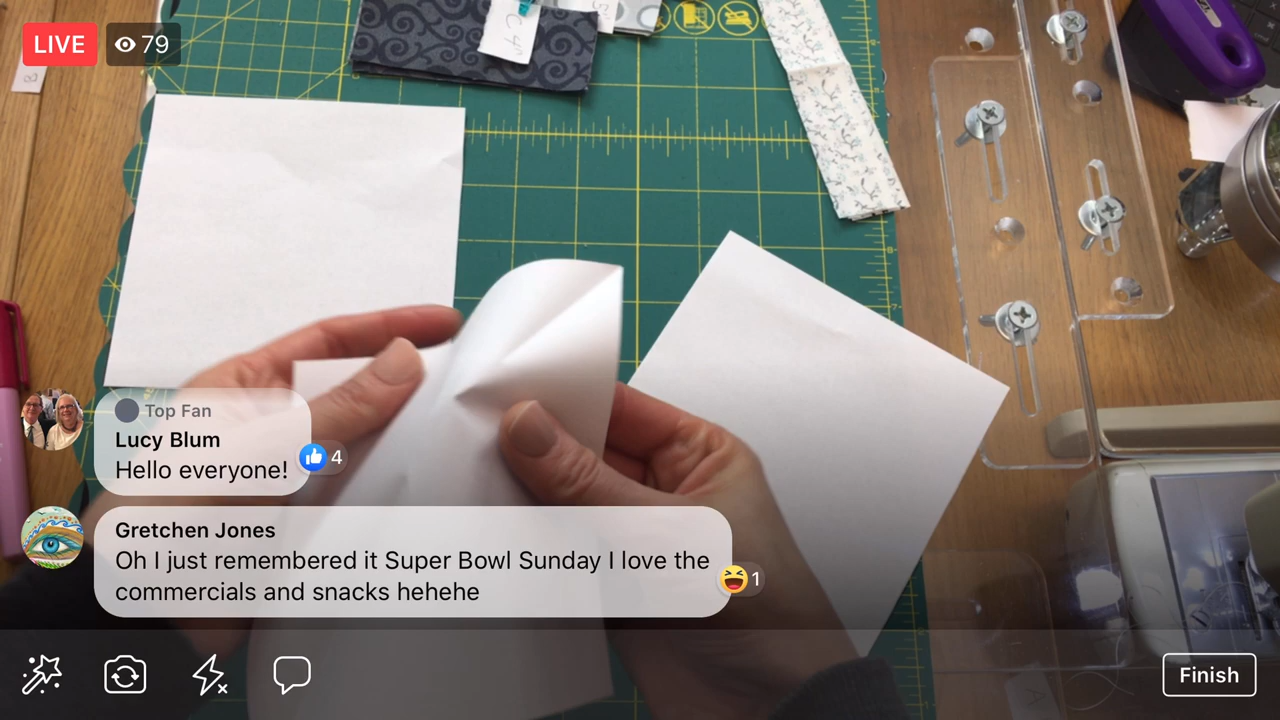 LIVE
79
C 4"
B
Top Fan
Lucy Blum
Hello everyone!
4
Gretchen Jones
Oh I just remembered it Super Bowl Sunday I love the
commercials and snacks hehehe
1
Finish